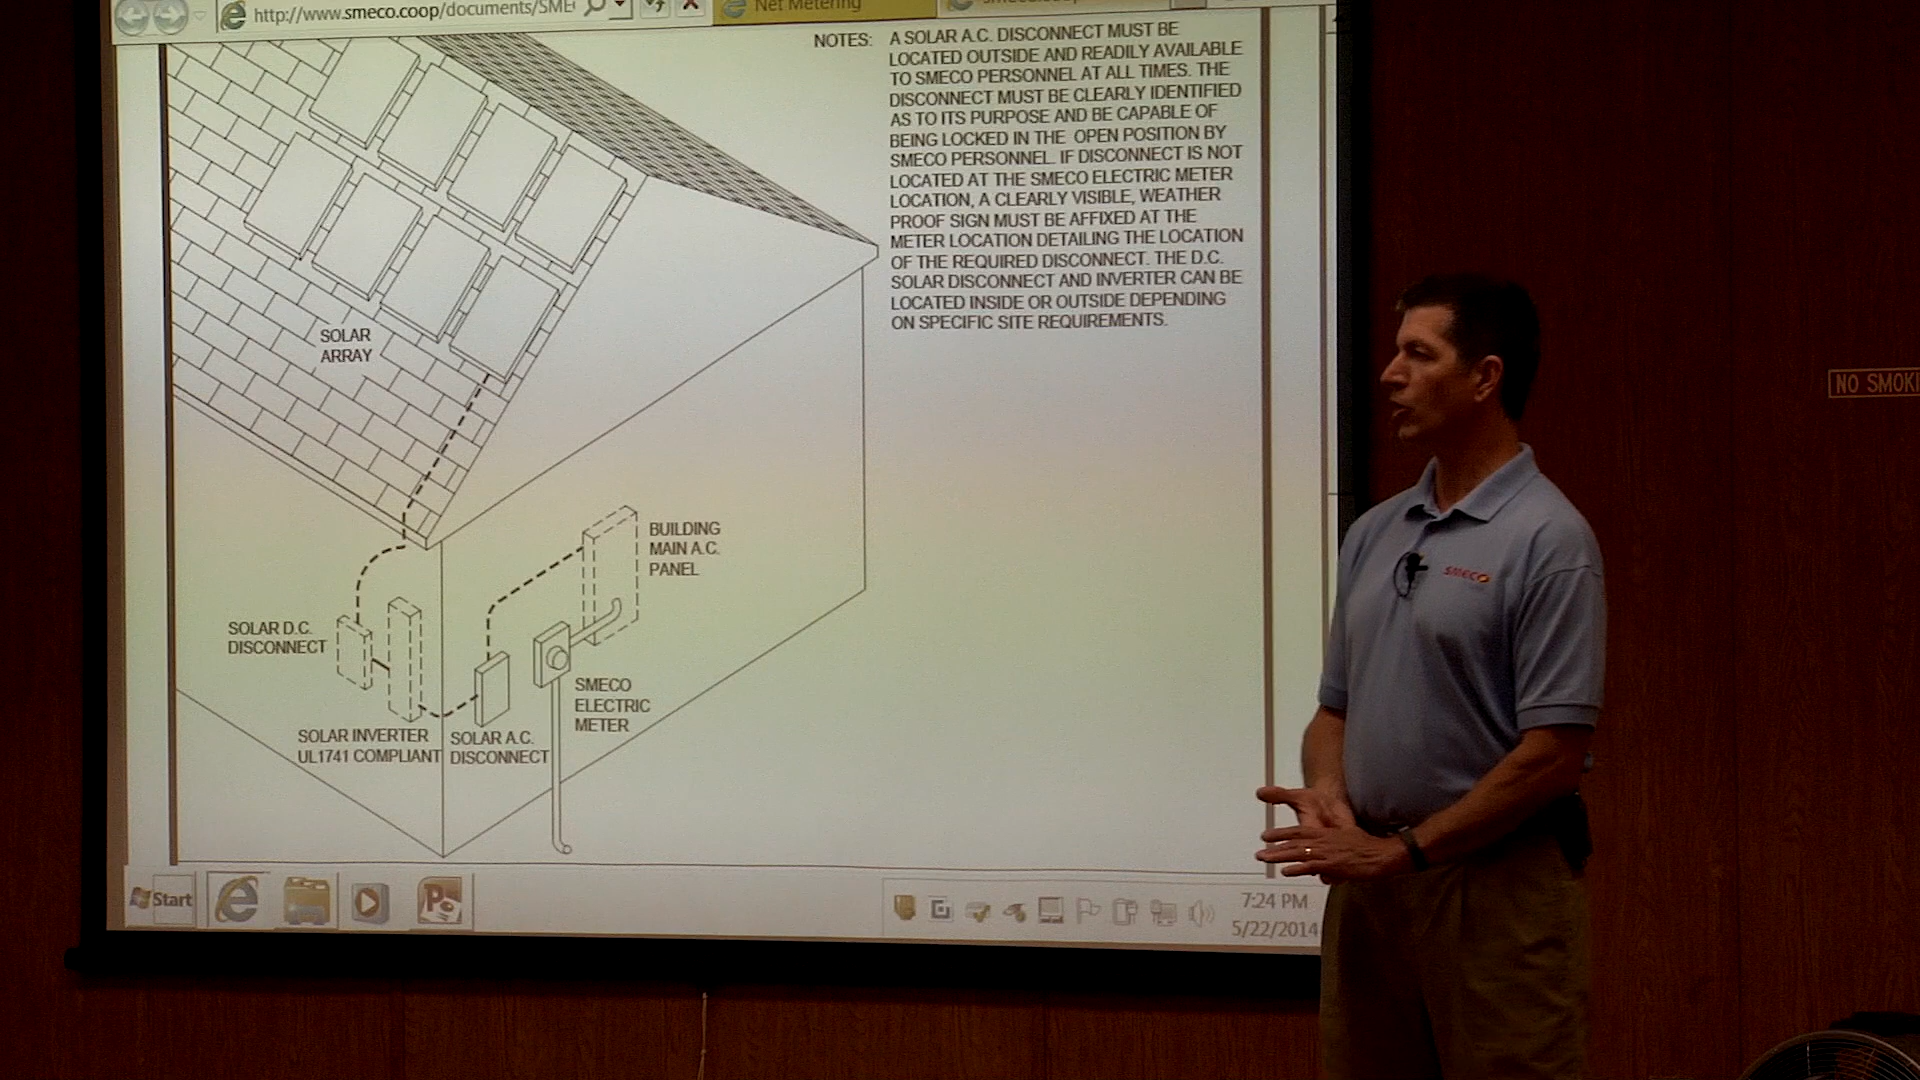 http://www.smeco.coop/documents/SME
Net Metering
NOTES: A SOLAR A.C. DISCONNECT MUST BE
LOCATED OUTSIDE AND READILY AVAILABLE
TO SMECO PERSONNEL AT ALL TIMES. THE
DISCONNECT MUST BE CLEARLY IDENTIFIED
AS TO ITS PURPOSE AND BE CAPABLE OF
BEING LOCKED IN THE OPEN POSITION BY
SMECO PERSONNEL. IF DISCONNECT IS NOT
LOCATED AT THE SMECO ELECTRIC METER
LOCATION, A CLEARLY VISIBLE, WEATHER
PROOF SIGN MUST BE AFFIXED AT THE
METER LOCATION DETAILING THE LOCATION
OF THE REQUIRED DISCONNECT. THE D.C.
SOLAR DISCONNECT AND INVERTER CAN BE
LOCATED INSIDE OR OUTSIDE DEPENDING
ON SPECIFIC SITE REQUIREMENTS.
SOLAR
ARRAY
BUILDING
MAIN A.C.
PANEL
SOLAR D.C.
DISCONNECT
SMECO
ELECTRIC
METER
SOLAR INVERTER
UL1741 COMPLIANT
SOLAR A.C.
DISCONNECT
Start
7:24 PM
5/22/2014
SMECO
NO SMOKI